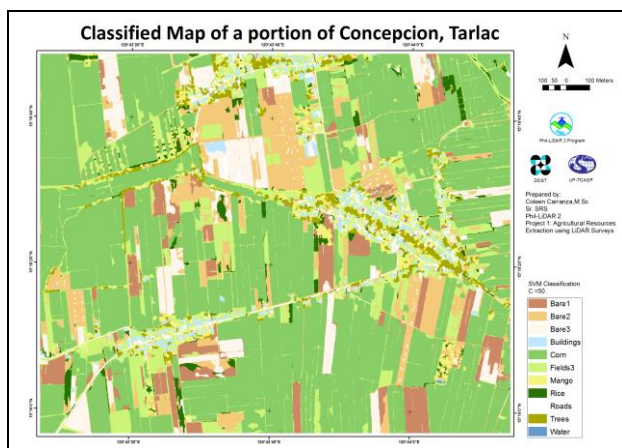 Classified Map of a portion of Concepcion, Tarlac
N
100 50 0 100 Meters
Phil-LiDAR 2 Program
DOST UP-TCAGP
Prepared by:
Coleen Carranza,M.Sc
Sr. SRS
Phil-LiDAR 2
Project 1: Agricultural Resources
Extraction using LiDAR Surveys
SVM Classification
C =50
Bare1
Bare2
Bare3
Buildings
Corn
Fields3
Mango
Rice
Roads
Trees
Water